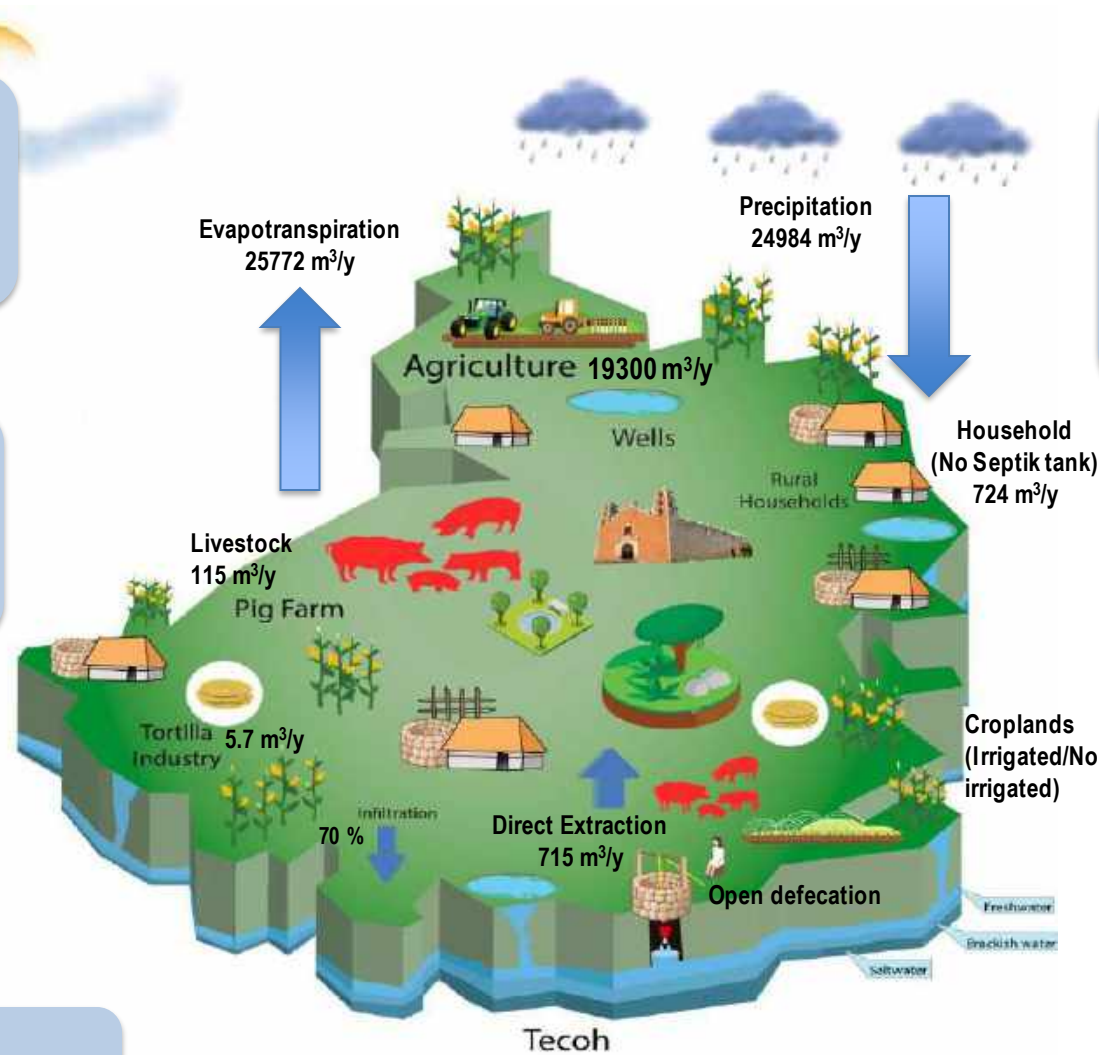 Precipitation
24984 m³/y
Evapotranspiration
25772 m³/y
Agriculture 19300 m³/y
Wells
Household
(No Septik tank)
724 m³/y
Rural
Households
Livestock
115 m³/y
Pig Farm
Tortilla
Industry
5.7 m³/y
Croplands
(Irrigated/No
irrigated)
Infiltration
70 %
Direct Extraction
715 m³/y
Open defecation
Freshwater
Brackish water
Saltwater
Tecoh